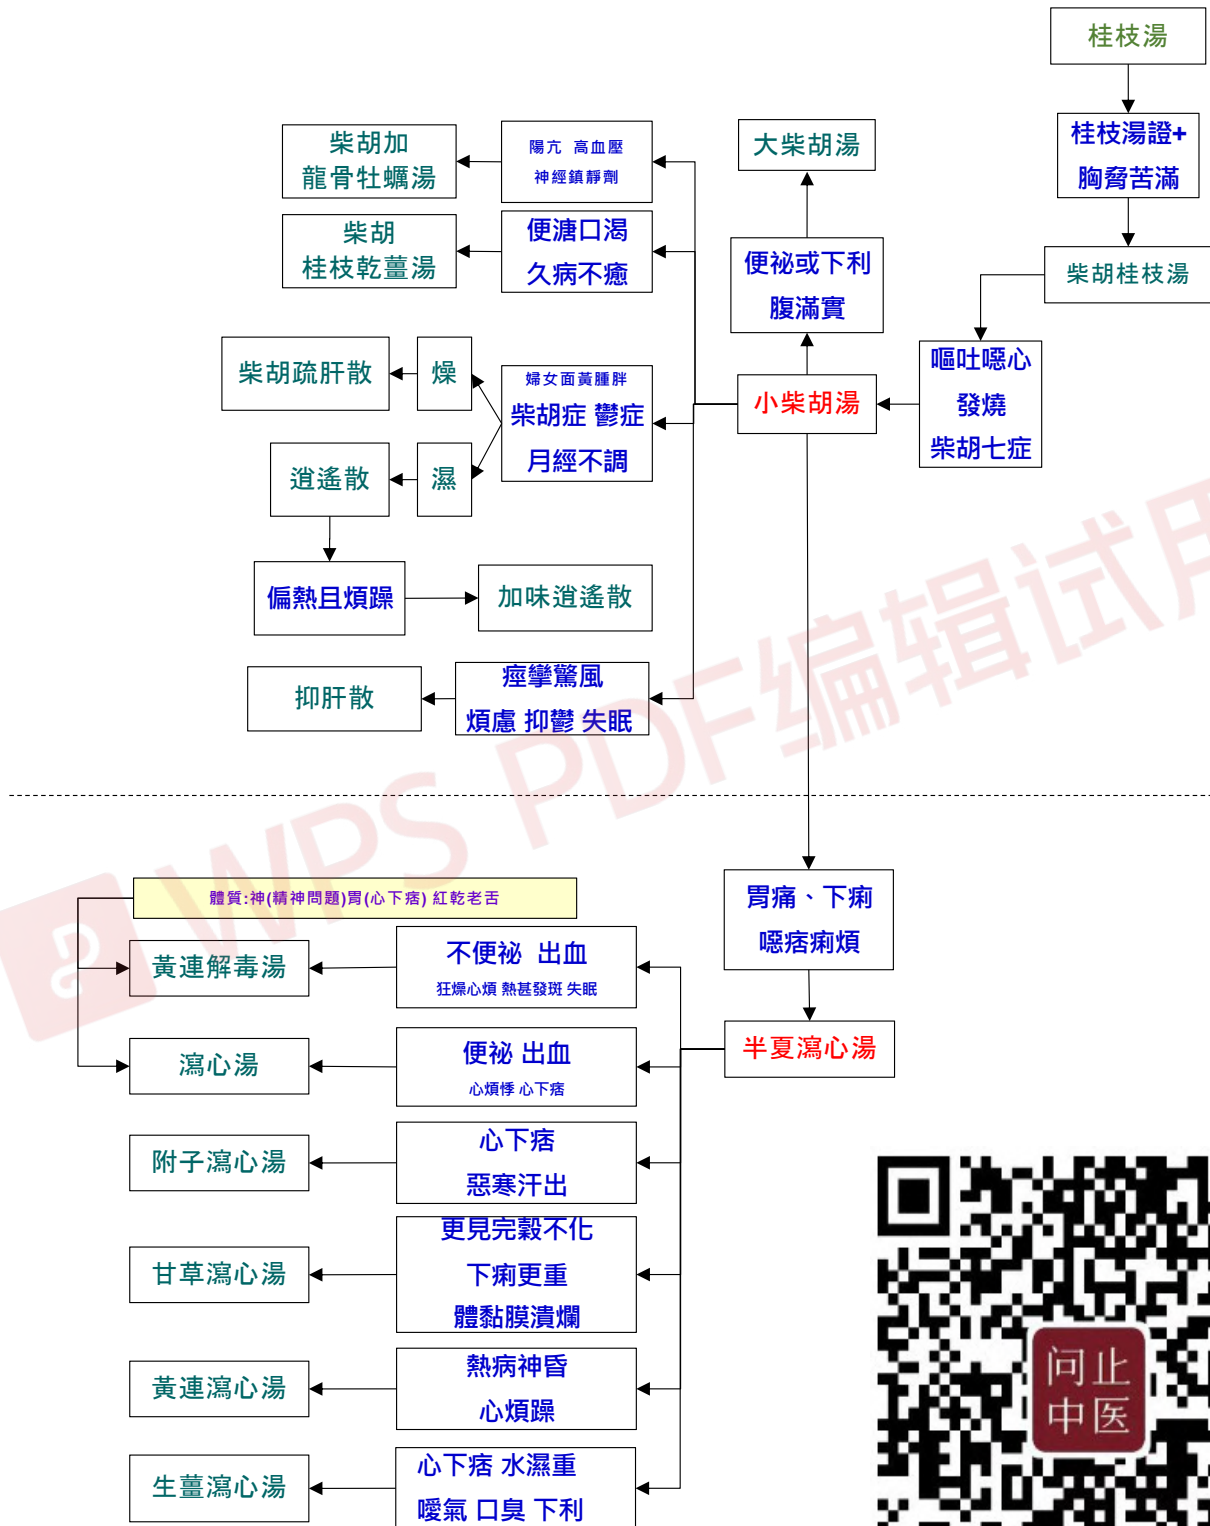 桂枝湯
桂枝湯證+
胸脅苦滿
柴胡桂枝湯
嘔吐噁心
發燒
柴胡七症
小柴胡湯
便祕或下利
腹滿實
大柴胡湯
陽亢 高血壓
神經鎮靜劑
柴胡加
龍骨牡蠣湯
便溏口渴
久病不癒
柴胡
桂枝乾薑湯
婦女面黃腫胖
柴胡症 鬱症
月經不調
燥
柴胡疏肝散
濕
逍遙散
偏熱且煩躁
加味逍遙散
痙攣驚風
煩慮 抑鬱 失眠
抑肝散
胃痛、下痢
噁痞痢煩
半夏瀉心湯
體質:神(精神問題)胃(心下痞) 紅乾老舌
不便祕 出血
狂燥心煩 熱甚發斑 失眠
黃連解毒湯
便祕 出血
心煩悸 心下痞
瀉心湯
心下痞
惡寒汗出
附子瀉心湯
更見完穀不化
下痢更重
體黏膜潰爛
甘草瀉心湯
熱病神昏
心煩躁
黃連瀉心湯
心下痞 水濕重
噯氣 口臭 下利
生薑瀉心湯
问止
中医
WPS PDF编辑试用